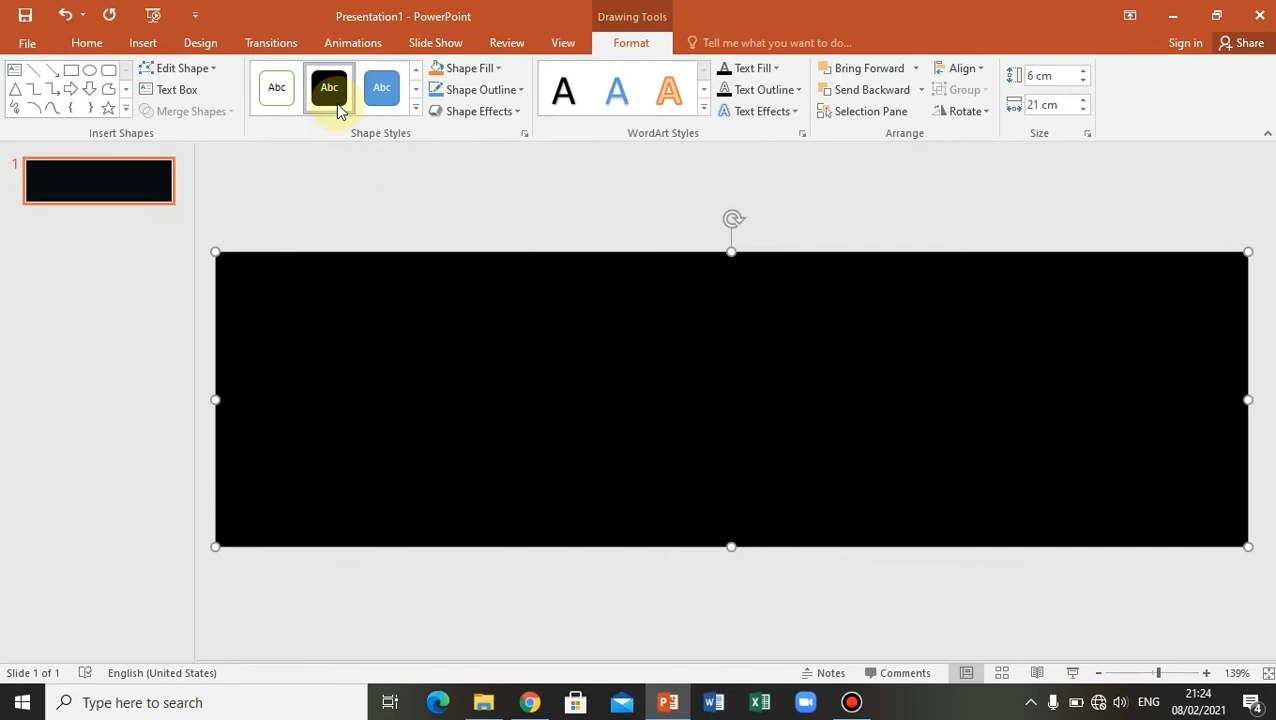 Presentation1 - PowerPoint
Drawing Tools
File
Home
Insert
Design
Transitions
Animations
Slide Show
Review
View
Format
Tell me what you want to do...
Sign in
Share
Edit Shape
Text Box
Merge Shapes
Insert Shapes
Abc
Abc
Abc
Shape Fill
Shape Outline
Shape Effects
Shape Styles
A
A
A
Text Fill
Text Outline
Text Effects
WordArt Styles
Bring Forward
Send Backward
Selection Pane
Align
Group
Rotate
Arrange
6 cm
21 cm
Size
1
Slide 1 of 1
English (United States)
Notes
Comments
139%
Type here to search
ENG
21:24
08/02/2021
4